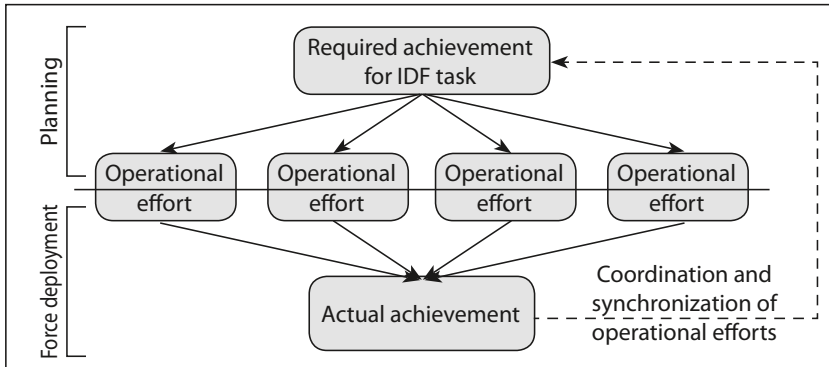 Planning
Required achievement
for IDF task
Operational
effort
Operational
effort
Operational
effort
Operational
effort
Force deployment
Actual achievement
Coordination and
synchronization of
operational efforts